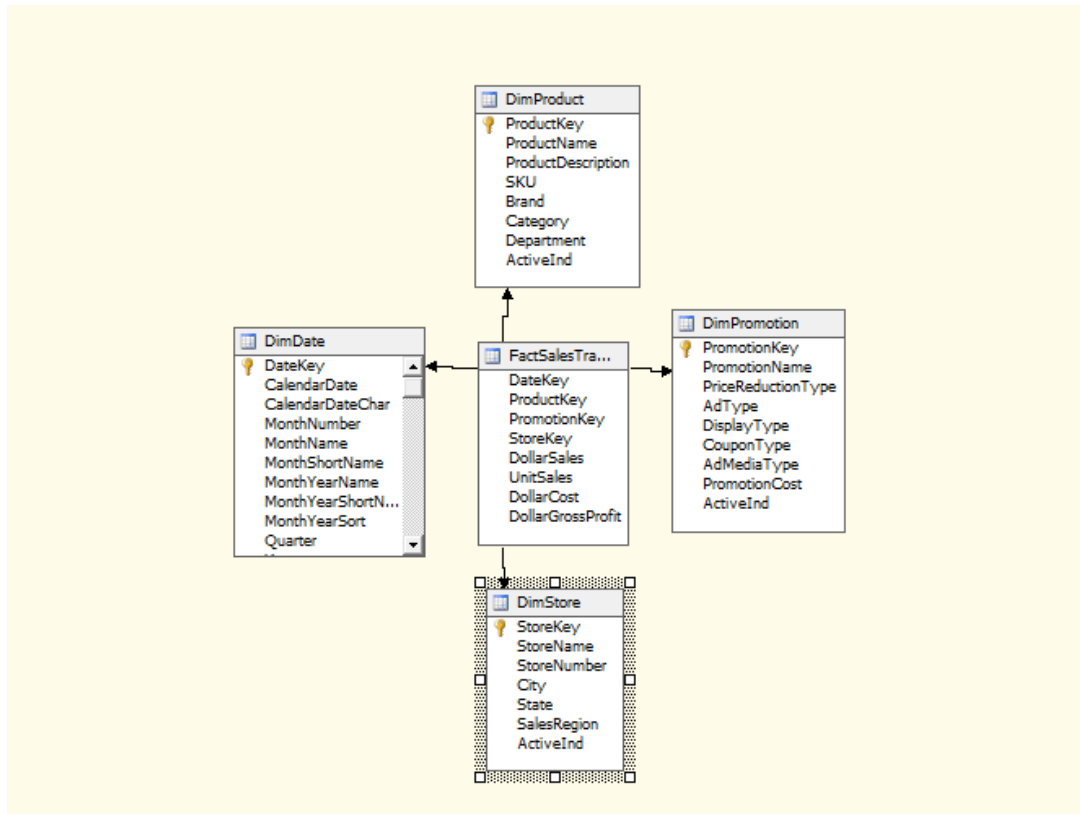 DimProduct
ProductKey
ProductName
ProductDescription
SKU
Brand
Category
Department
ActiveInd
DimDate
DateKey
CalendarDate
CalendarDateChar
MonthNumber
MonthName
MonthShortName
MonthYearName
MonthYearShortN...
MonthYearSort
Quarter
FactSalesTra...
DateKey
ProductKey
PromotionKey
StoreKey
DollarSales
UnitSales
DollarCost
DollarGrossProfit
DimPromotion
PromotionKey
PromotionName
PriceReductionType
AdType
DisplayType
CouponType
AdMediaType
PromotionCost
ActiveInd
DimStore
StoreKey
StoreName
StoreNumber
City
State
SalesRegion
ActiveInd